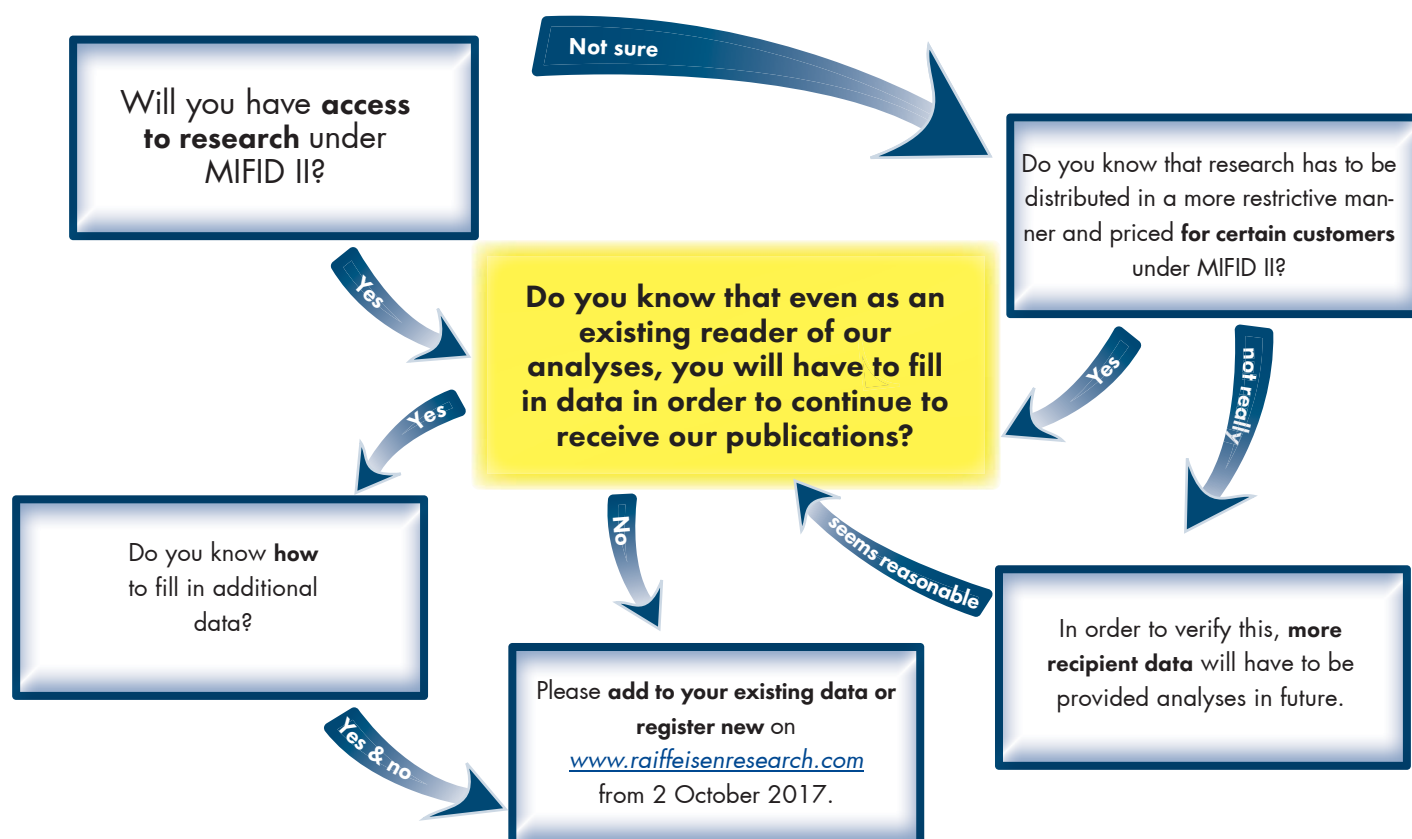 Not sure
Will you have access
to research under
MIFID II?
Do you know that research has to be
distributed in a more restrictive man-
ner and priced for certain customers
under MIFID II?
Yes
Do you know that even as an
existing reader of our
analyses, you will have to fill
in data in order to continue to
receive our publications?
Yes
not really
Yes
No
seems reasonable
Do you know how
to fill in additional
data?
In order to verify this, more
recipient data will have to be
provided analyses in future.
Yes & no
Please add to your existing data or
register new on
www.raiffeisenresearch.com
from 2 October 2017.